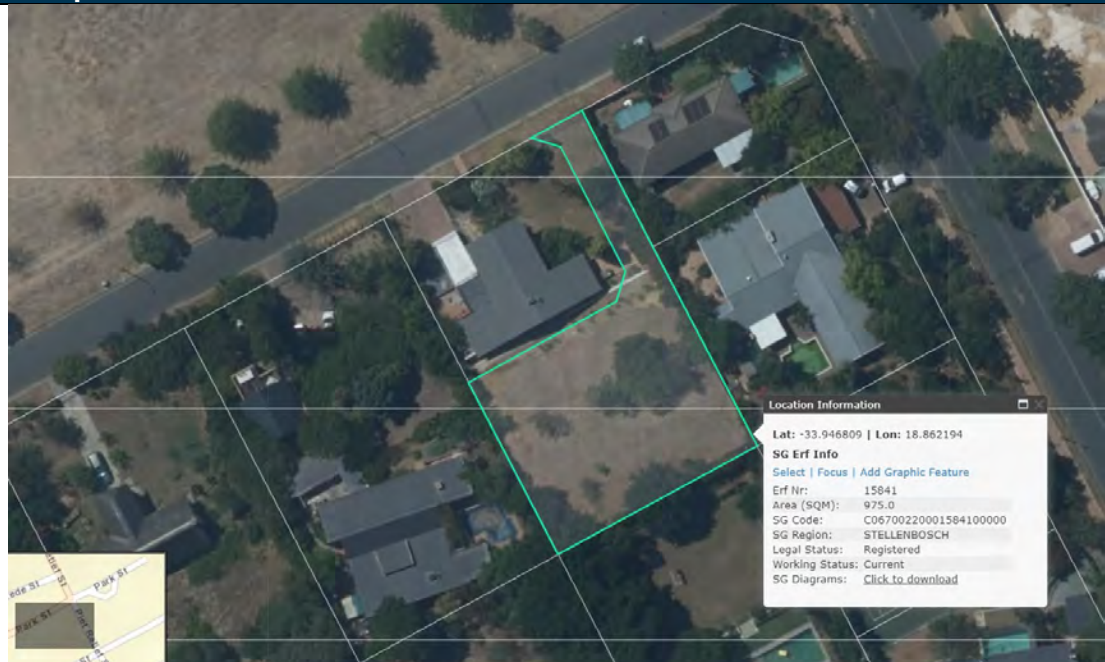 Location Information
Lat: -33.946809 | Lon: 18.862194
SG Erf Info
Select | Focus | Add Graphic Feature
Erf Nr: 15841
Area (SQM): 975.0
SG Code: C06700220001584100000
SG Region: STELLENBOSCH
Legal Status: Registered
Working Status: Current
SG Diagrams: Click to download
Park St
Park St